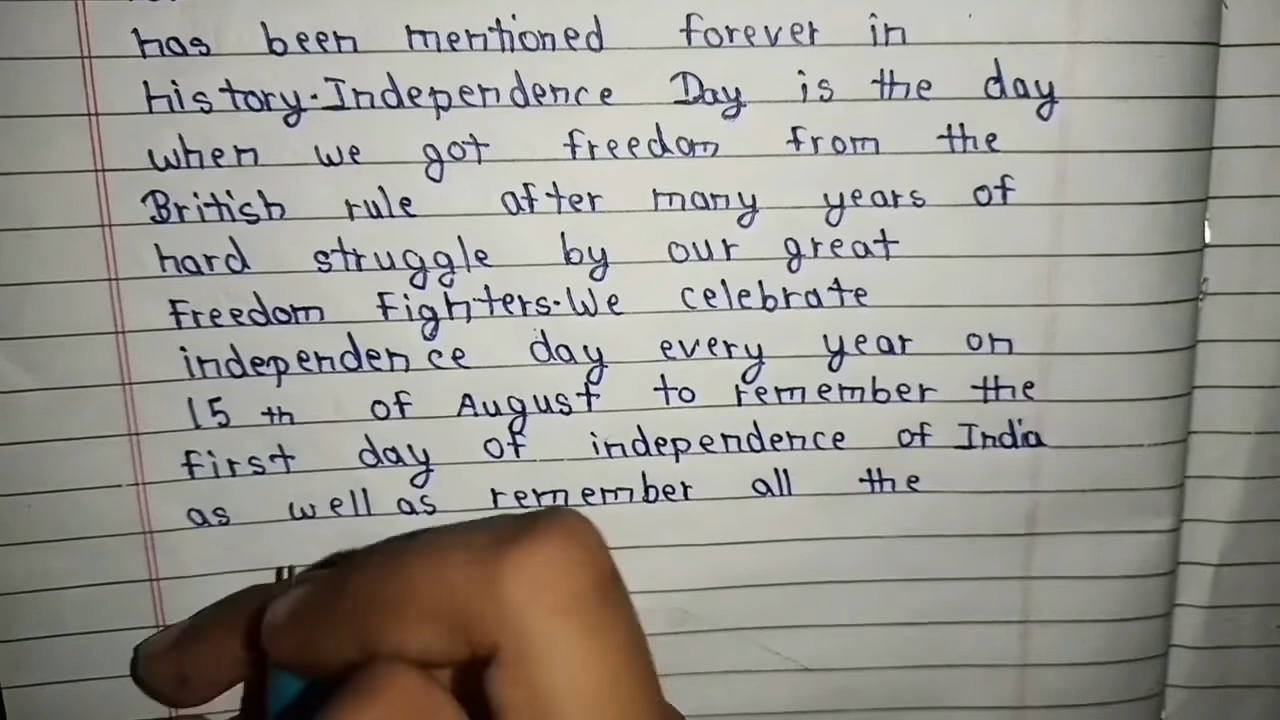 has been mentioned forever in
history.Independence Day is the day
when we got freedom from the
British rule after many years of
hard struggle by our great
Freedom Fighters.We celebrate
independence day every year on
15 th of August to remember the
first day of independence of India
as well as remember all the